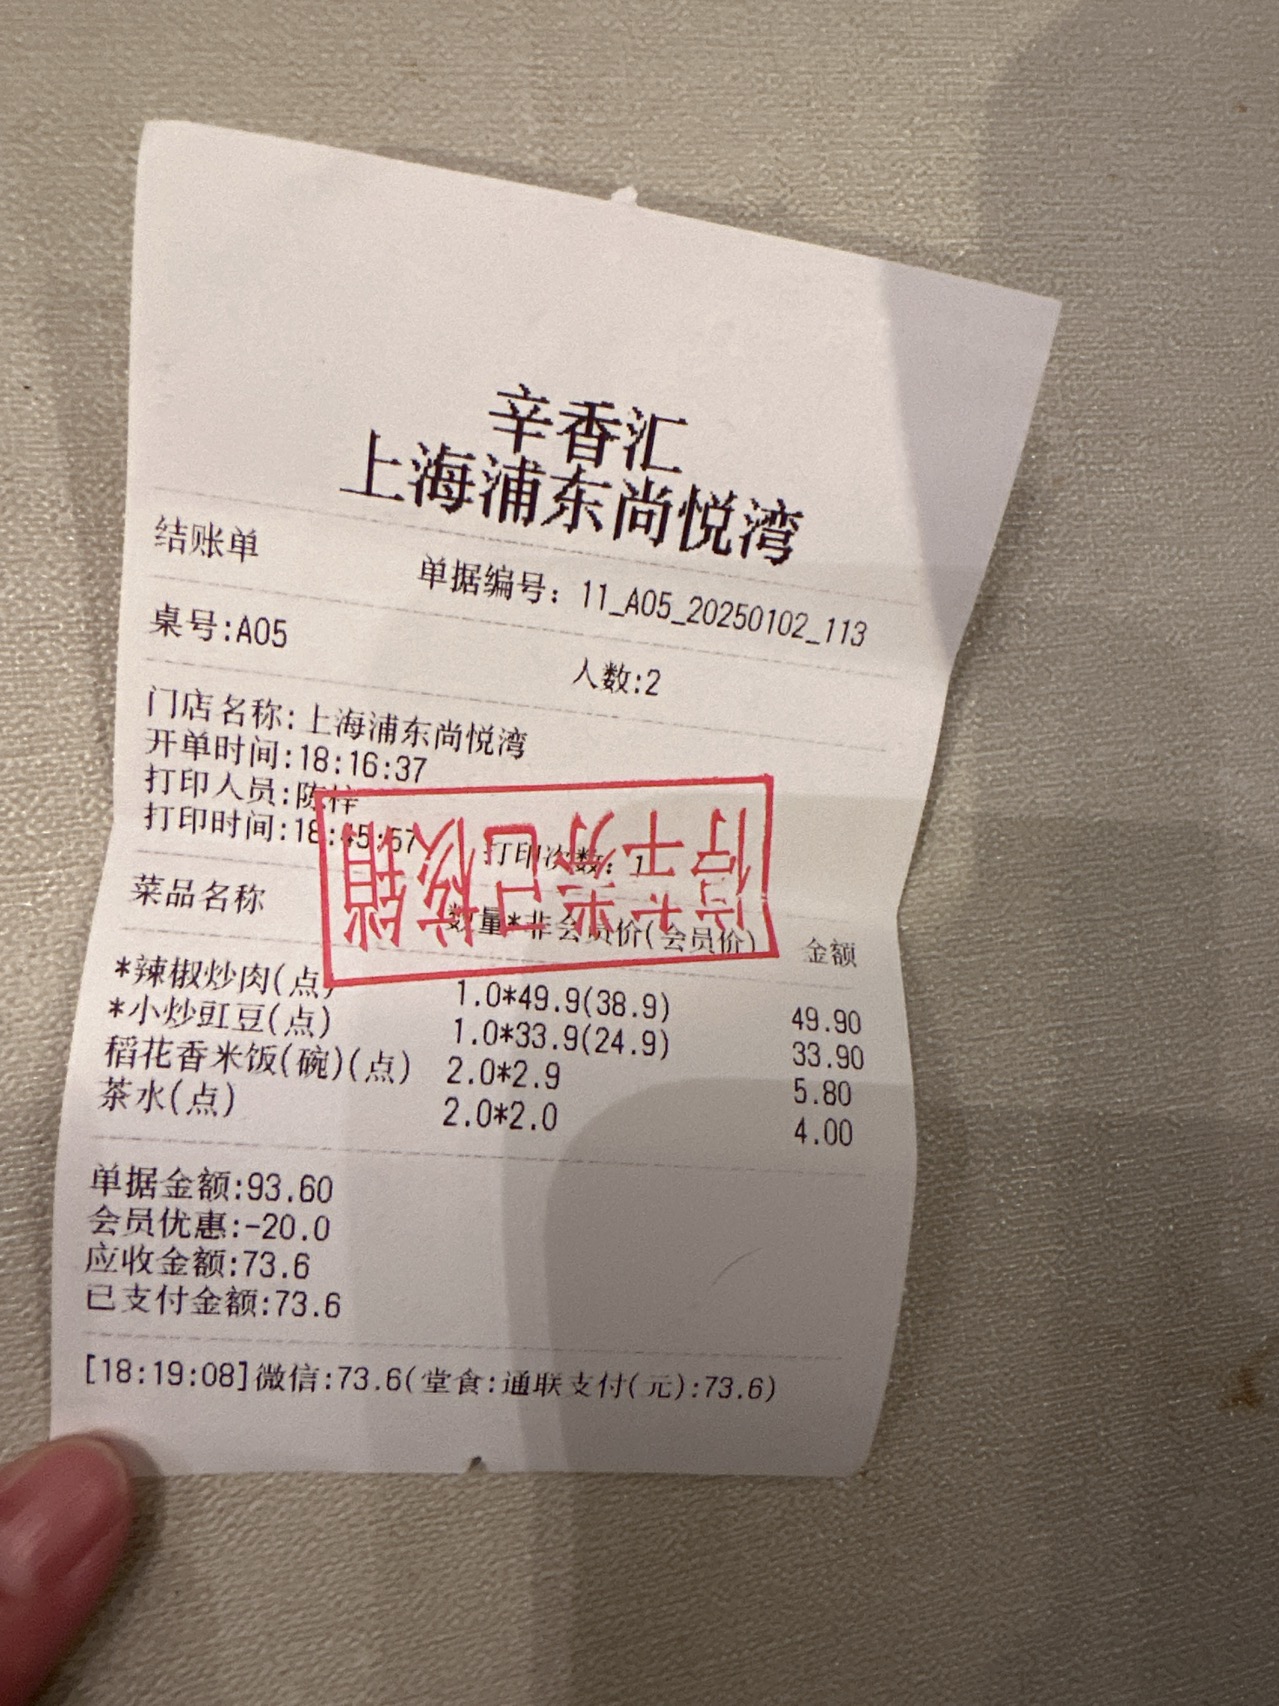 辛香汇
上海浦东尚悦湾
结账单 单据编号：11_A05_20250102_113
桌号:A05 人数:2
门店名称:上海浦东尚悦湾
开单时间:18:16:37
打印人员:陈梓
打印时间:18:45:57 打印次数：1
菜品名称 数量*非会员价(会员价) 金额
*辣椒炒肉(点) 1.0*49.9(38.9) 49.90
*小炒豇豆(点) 1.0*33.9(24.9) 33.90
稻花香米饭(碗)(点) 2.0*2.9 5.80
茶水(点) 2.0*2.0 4.00
单据金额:93.60
会员优惠:-20.0
应收金额:73.6
已支付金额:73.6
[18:19:08]微信:73.6(堂食:通联支付(元):73.6)